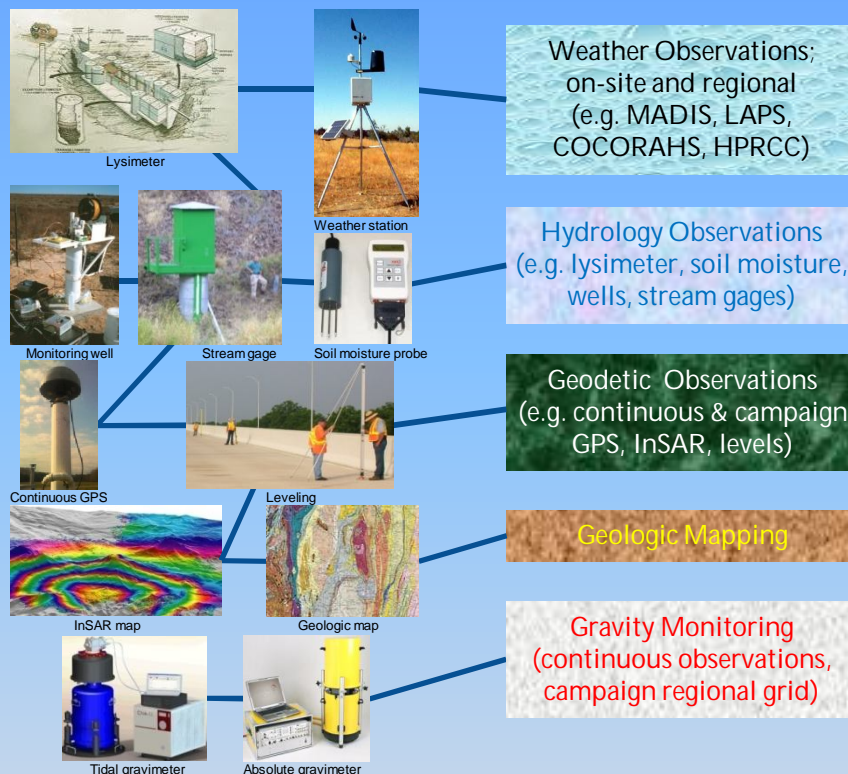 Lysimeter
Weather station
Weather Observations;
on-site and regional
(e.g. MADIS, LAPS,
COCORAHS, HPRCC)
Monitoring well
Stream gage
Soil moisture probe
Hydrology Observations
(e.g. lysimeter, soil moisture,
wells, stream gages)
Continuous GPS
Leveling
Geodetic Observations
(e.g. continuous & campaign
GPS, InSAR, levels)
InSAR map
Geologic map
Geologic Mapping
Tidal gravimeter
Absolute gravimeter
Gravity Monitoring
(continuous observations,
campaign regional grid)